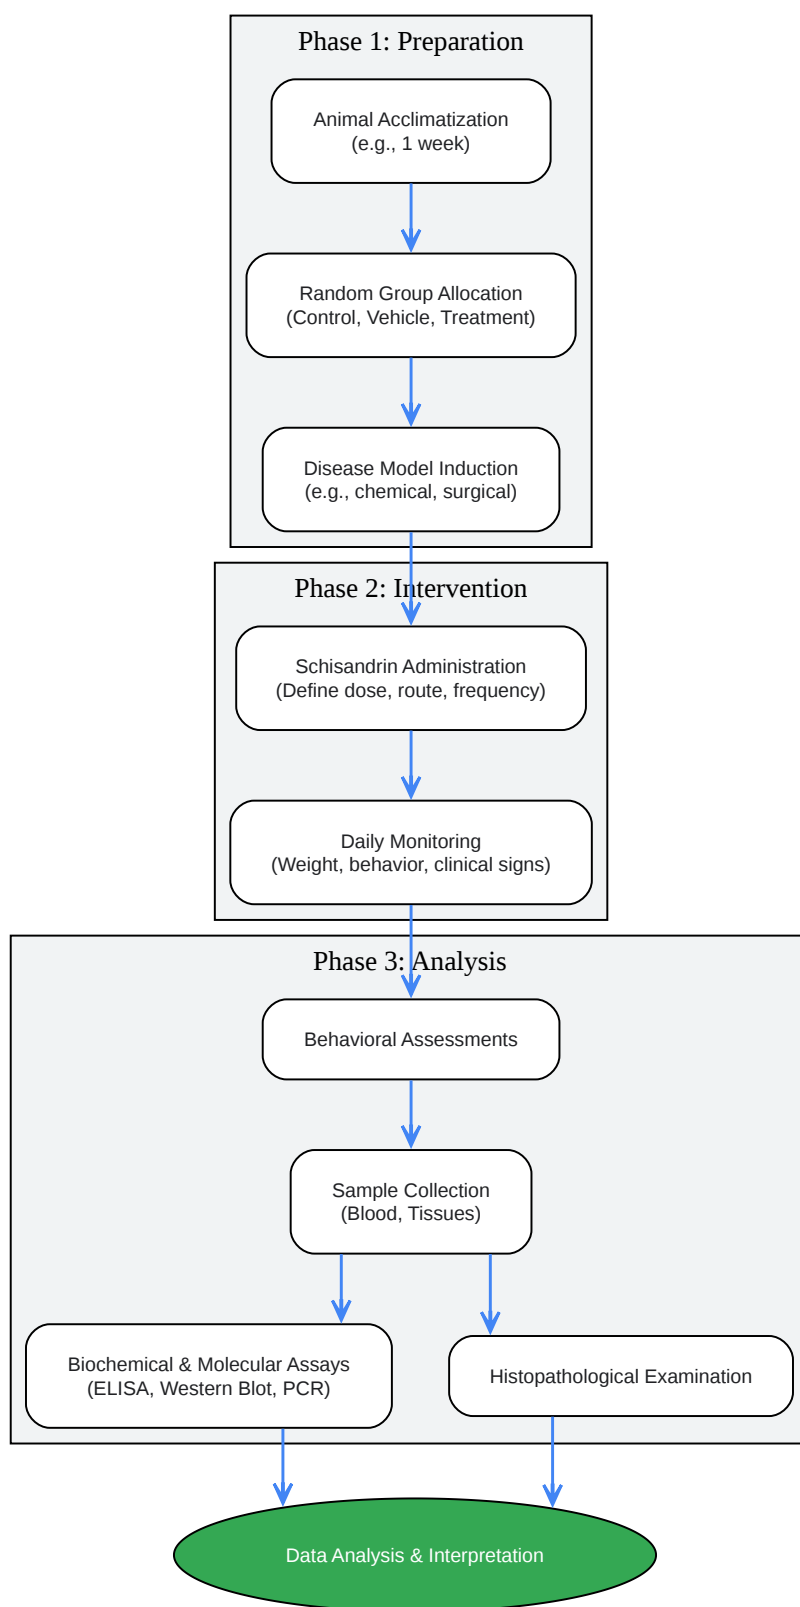 Phase 1: Preparation
Animal Acclimatization
(e.g., 1 week)
Random Group Allocation
(Control, Vehicle, Treatment)
Disease Model Induction
(e.g., chemical, surgical)
Phase 2: Intervention
Schisandrin Administration
(Define dose, route, frequency)
Daily Monitoring
(Weight, behavior, clinical signs)
Phase 3: Analysis
Behavioral Assessments
Sample Collection
(Blood, Tissues)
Biochemical & Molecular Assays
(ELISA, Western Blot, PCR)
Histopathological Examination
Data Analysis & Interpretation